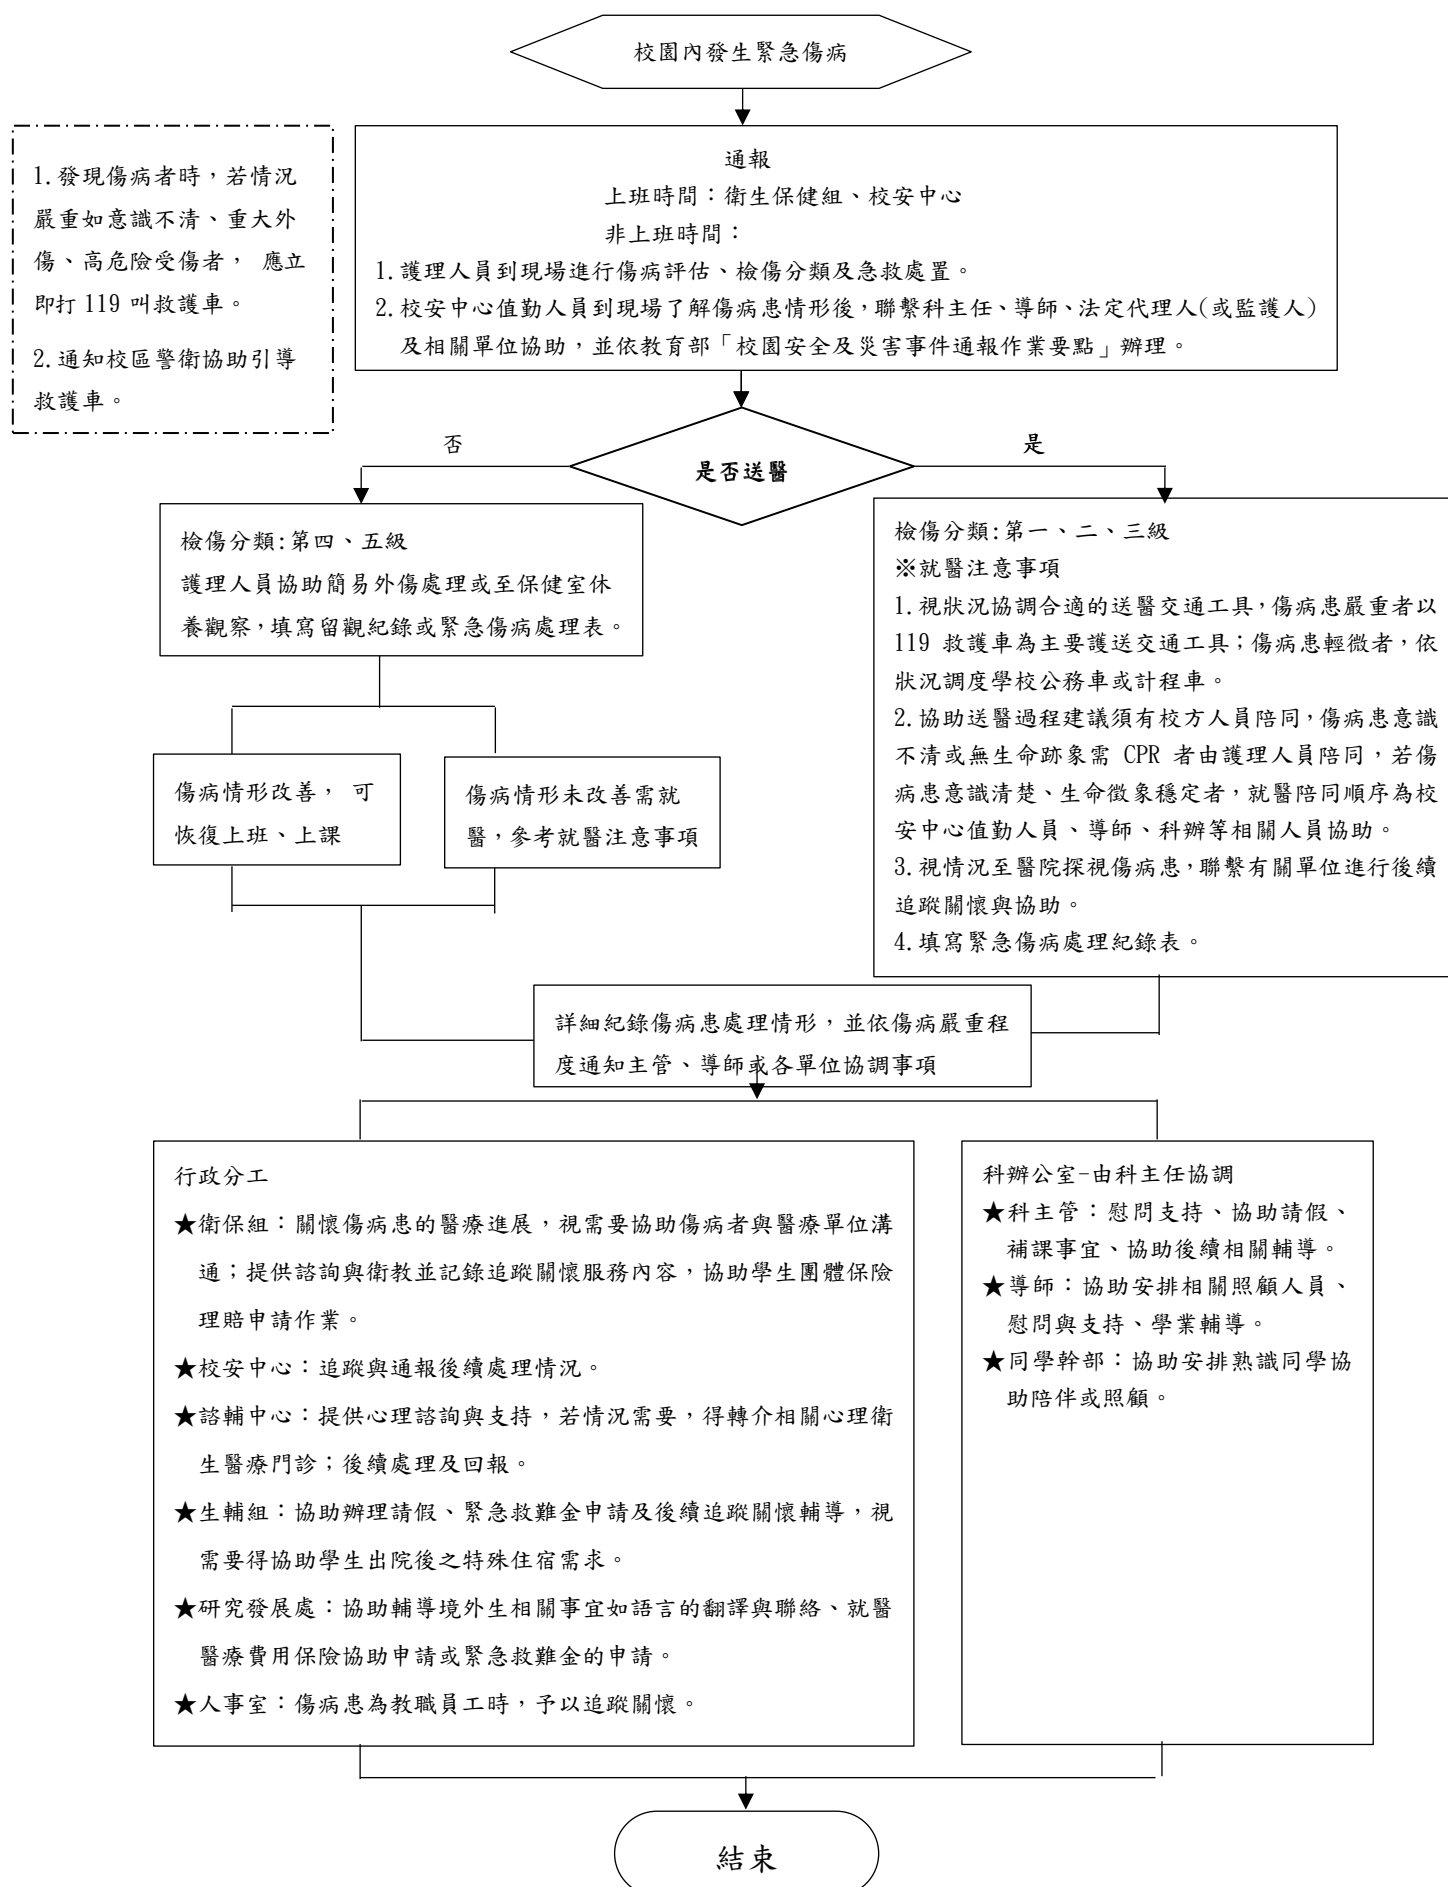 校園內發生緊急傷病
1.發現傷病者時，若情況
嚴重如意識不清、重大外
傷、高危險受傷者， 應立
即打 119 叫救護車。
2.通知校區警衛協助引導
救護車。
通報
上班時間：衛生保健組、校安中心
非上班時間：
1.護理人員到現場進行傷病評估、檢傷分類及急救處置。
2.校安中心值勤人員到現場了解傷病患情形後，聯繫科主任、導師、法定代理人(或監護人)
及相關單位協助，並依教育部「校園安全及災害事件通報作業要點」辦理。
否
是否送醫
是
檢傷分類:第四、五級
護理人員協助簡易外傷處理或至保健室休
養觀察，填寫留觀紀錄或緊急傷病處理表。
傷病情形改善， 可
恢復上班、上課
傷病情形未改善需就
醫，參考就醫注意事項
檢傷分類:第一、二、三級
※就醫注意事項
1.視狀況協調合適的送醫交通工具，傷病患嚴重者以
119 救護車為主要護送交通工具；傷病患輕微者，依
狀況調度學校公務車或計程車。
2.協助送醫過程建議須有校方人員陪同，傷病患意識
不清或無生命跡象需 CPR 者由護理人員陪同，若傷
病患意識清楚、生命徵象穩定者，就醫陪同順序為校
安中心值勤人員、導師、科辦等相關人員協助。
3.視情況至醫院探視傷病患，聯繫有關單位進行後續
追蹤關懷與協助。
4.填寫緊急傷病處理紀錄表。
詳細紀錄傷病患處理情形，並依傷病嚴重程
度通知主管、導師或各單位協調事項
行政分工
★衛保組：關懷傷病患的醫療進展，視需要協助傷病者與醫療單位溝
通；提供諮詢與衛教並記錄追蹤關懷服務內容，協助學生團體保險
理賠申請作業。
★校安中心：追蹤與通報後續處理情況。
★諮輔中心：提供心理諮詢與支持，若情況需要，得轉介相關心理衛
生醫療門診；後續處理及回報。
★生輔組：協助辦理請假、緊急救難金申請及後續追蹤關懷輔導，視
需要得協助學生出院後之特殊住宿需求。
★研究發展處：協助輔導境外生相關事宜如語言的翻譯與聯絡、就醫
醫療費用保險協助申請或緊急救難金的申請。
★人事室：傷病患為教職員工時，予以追蹤關懷。
科辦公室-由科主任協調
★科主管：慰問支持、協助請假、
補課事宜、協助後續相關輔導。
★導師：協助安排相關照顧人員、
慰問與支持、學業輔導。
★同學幹部：協助安排熟識同學協
助陪伴或照顧。
結束